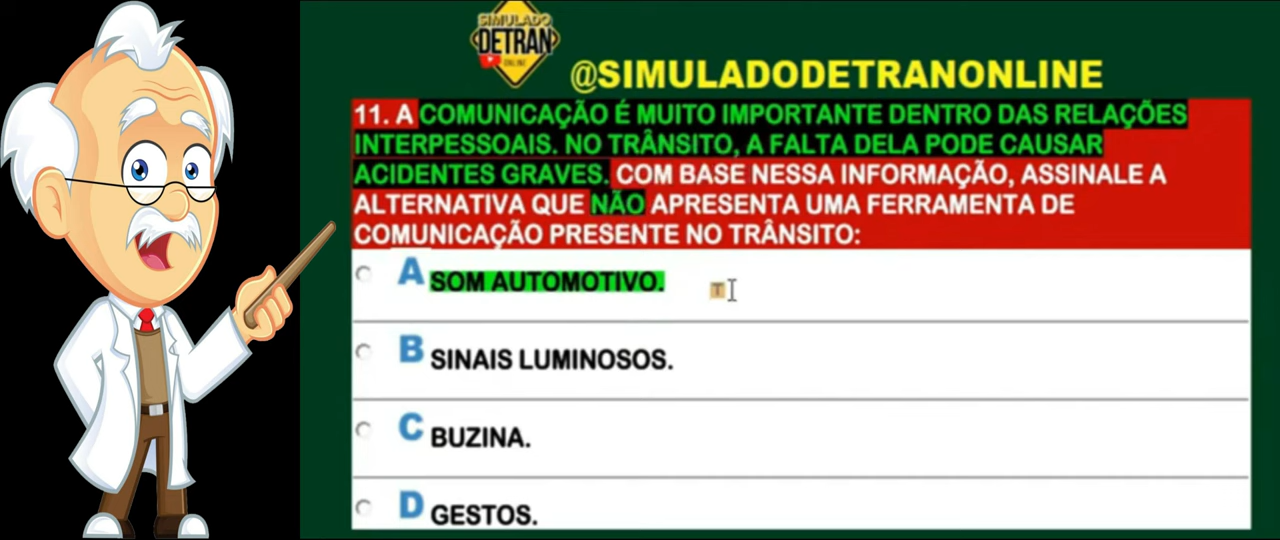 SIMULADO
DETRAN
ONLINE
@SIMULADODETRANONLINE
11. A COMUNICAÇÃO É MUITO IMPORTANTE DENTRO DAS RELAÇÕES
INTERPESSOAIS. NO TRÂNSITO, A FALTA DELA PODE CAUSAR
ACIDENTES GRAVES. COM BASE NESSA INFORMAÇÃO, ASSINALE A
ALTERNATIVA QUE NÃO APRESENTA UMA FERRAMENTA DE
COMUNICAÇÃO PRESENTE NO TRÂNSITO:
A SOM AUTOMOTIVO.
B SINAIS LUMINOSOS.
C BUZINA.
D GESTOS.